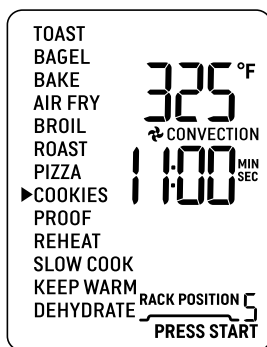 TOAST
BAGEL
BAKE
AIR FRY
BROIL
ROAST
PIZZA
▶COOKIES
PROOF
REHEAT
SLOW COOK
KEEP WARM
DEHYDRATE
325°F
CONVECTION
11:00 MIN SEC
RACK POSITION 5
PRESS START